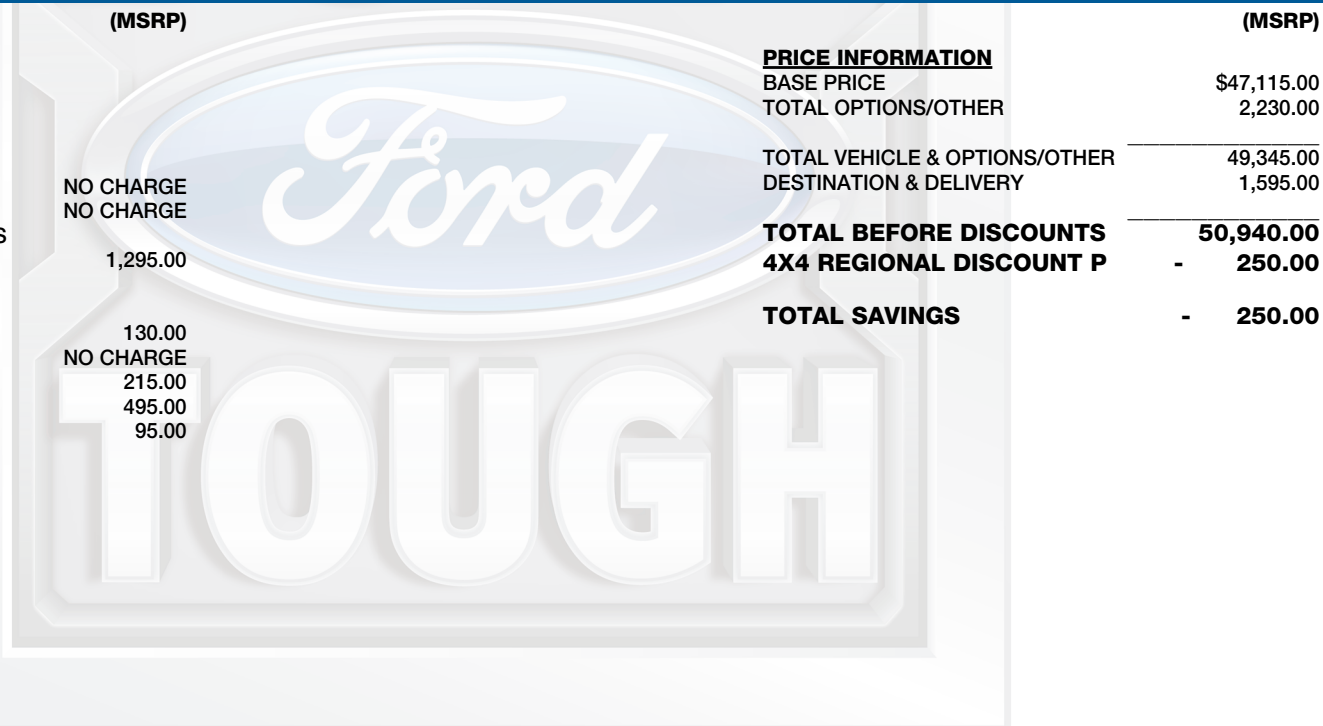 (MSRP)
NO CHARGE
NO CHARGE
S
1,295.00
130.00
NO CHARGE
215.00
495.00
95.00
(MSRP)
PRICE INFORMATION
BASE PRICE $47,115.00
TOTAL OPTIONS/OTHER 2,230.00
TOTAL VEHICLE & OPTIONS/OTHER 49,345.00
DESTINATION & DELIVERY 1,595.00
TOTAL BEFORE DISCOUNTS 50,940.00
4X4 REGIONAL DISCOUNT P - 250.00
TOTAL SAVINGS - 250.00
Ford
TOUGH